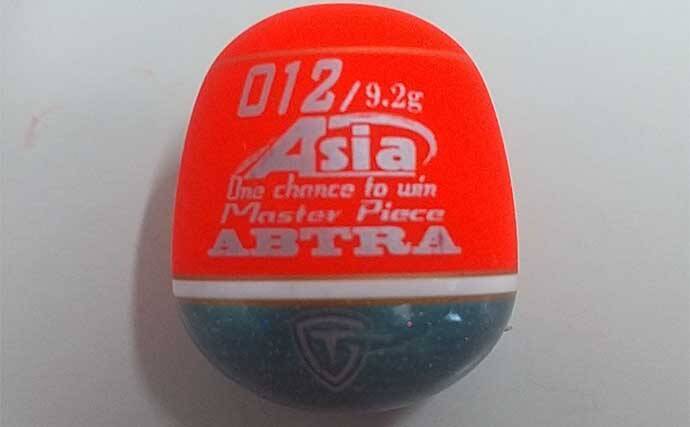 012/9.2g
Asia
One chance to win
Master Piece
ABTRA